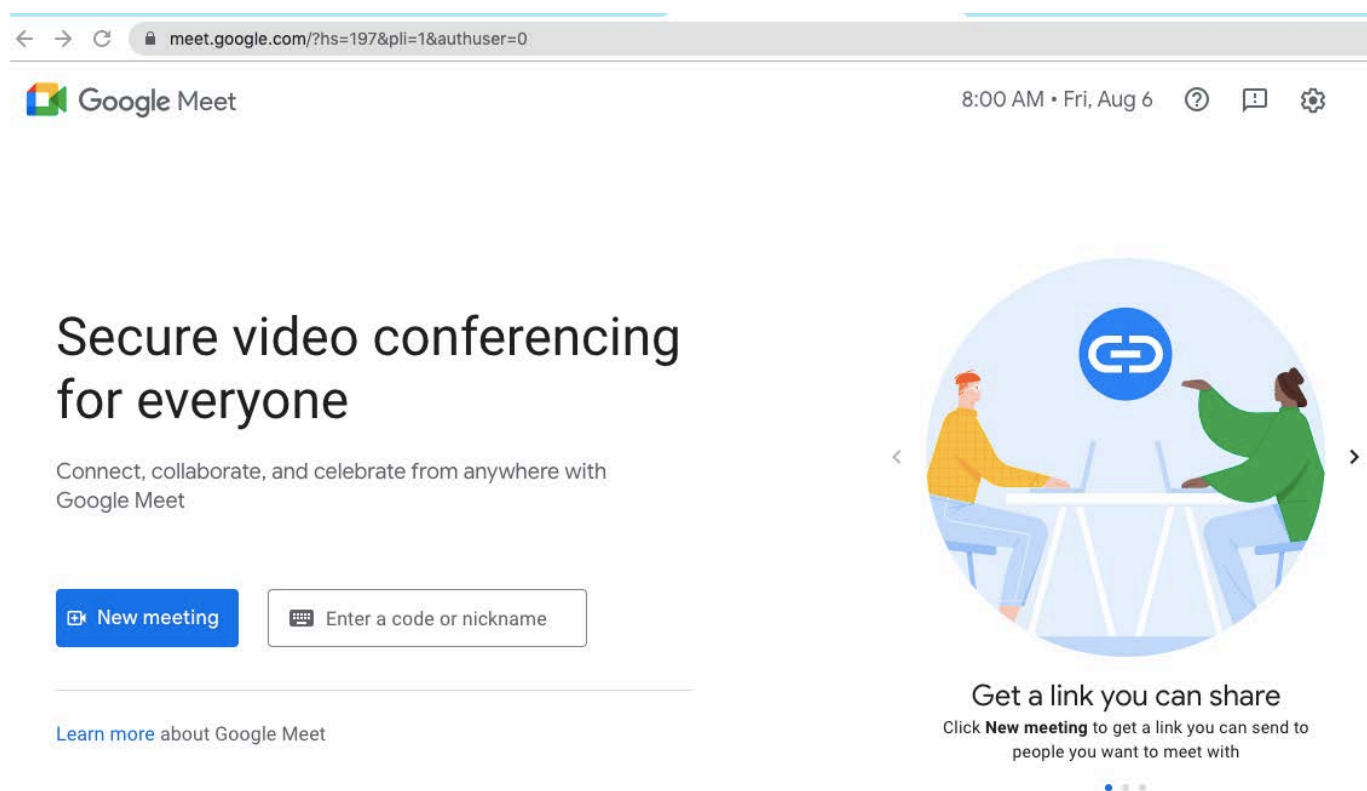 meet.google.com/?hs=197&pli=1&authuser=0
Google Meet
8:00 AM • Fri, Aug 6
Secure video conferencing
for everyone
Connect, collaborate, and celebrate from anywhere with
Google Meet
New meeting
Enter a code or nickname
Learn more about Google Meet
Get a link you can share
Click New meeting to get a link you can send to
people you want to meet with